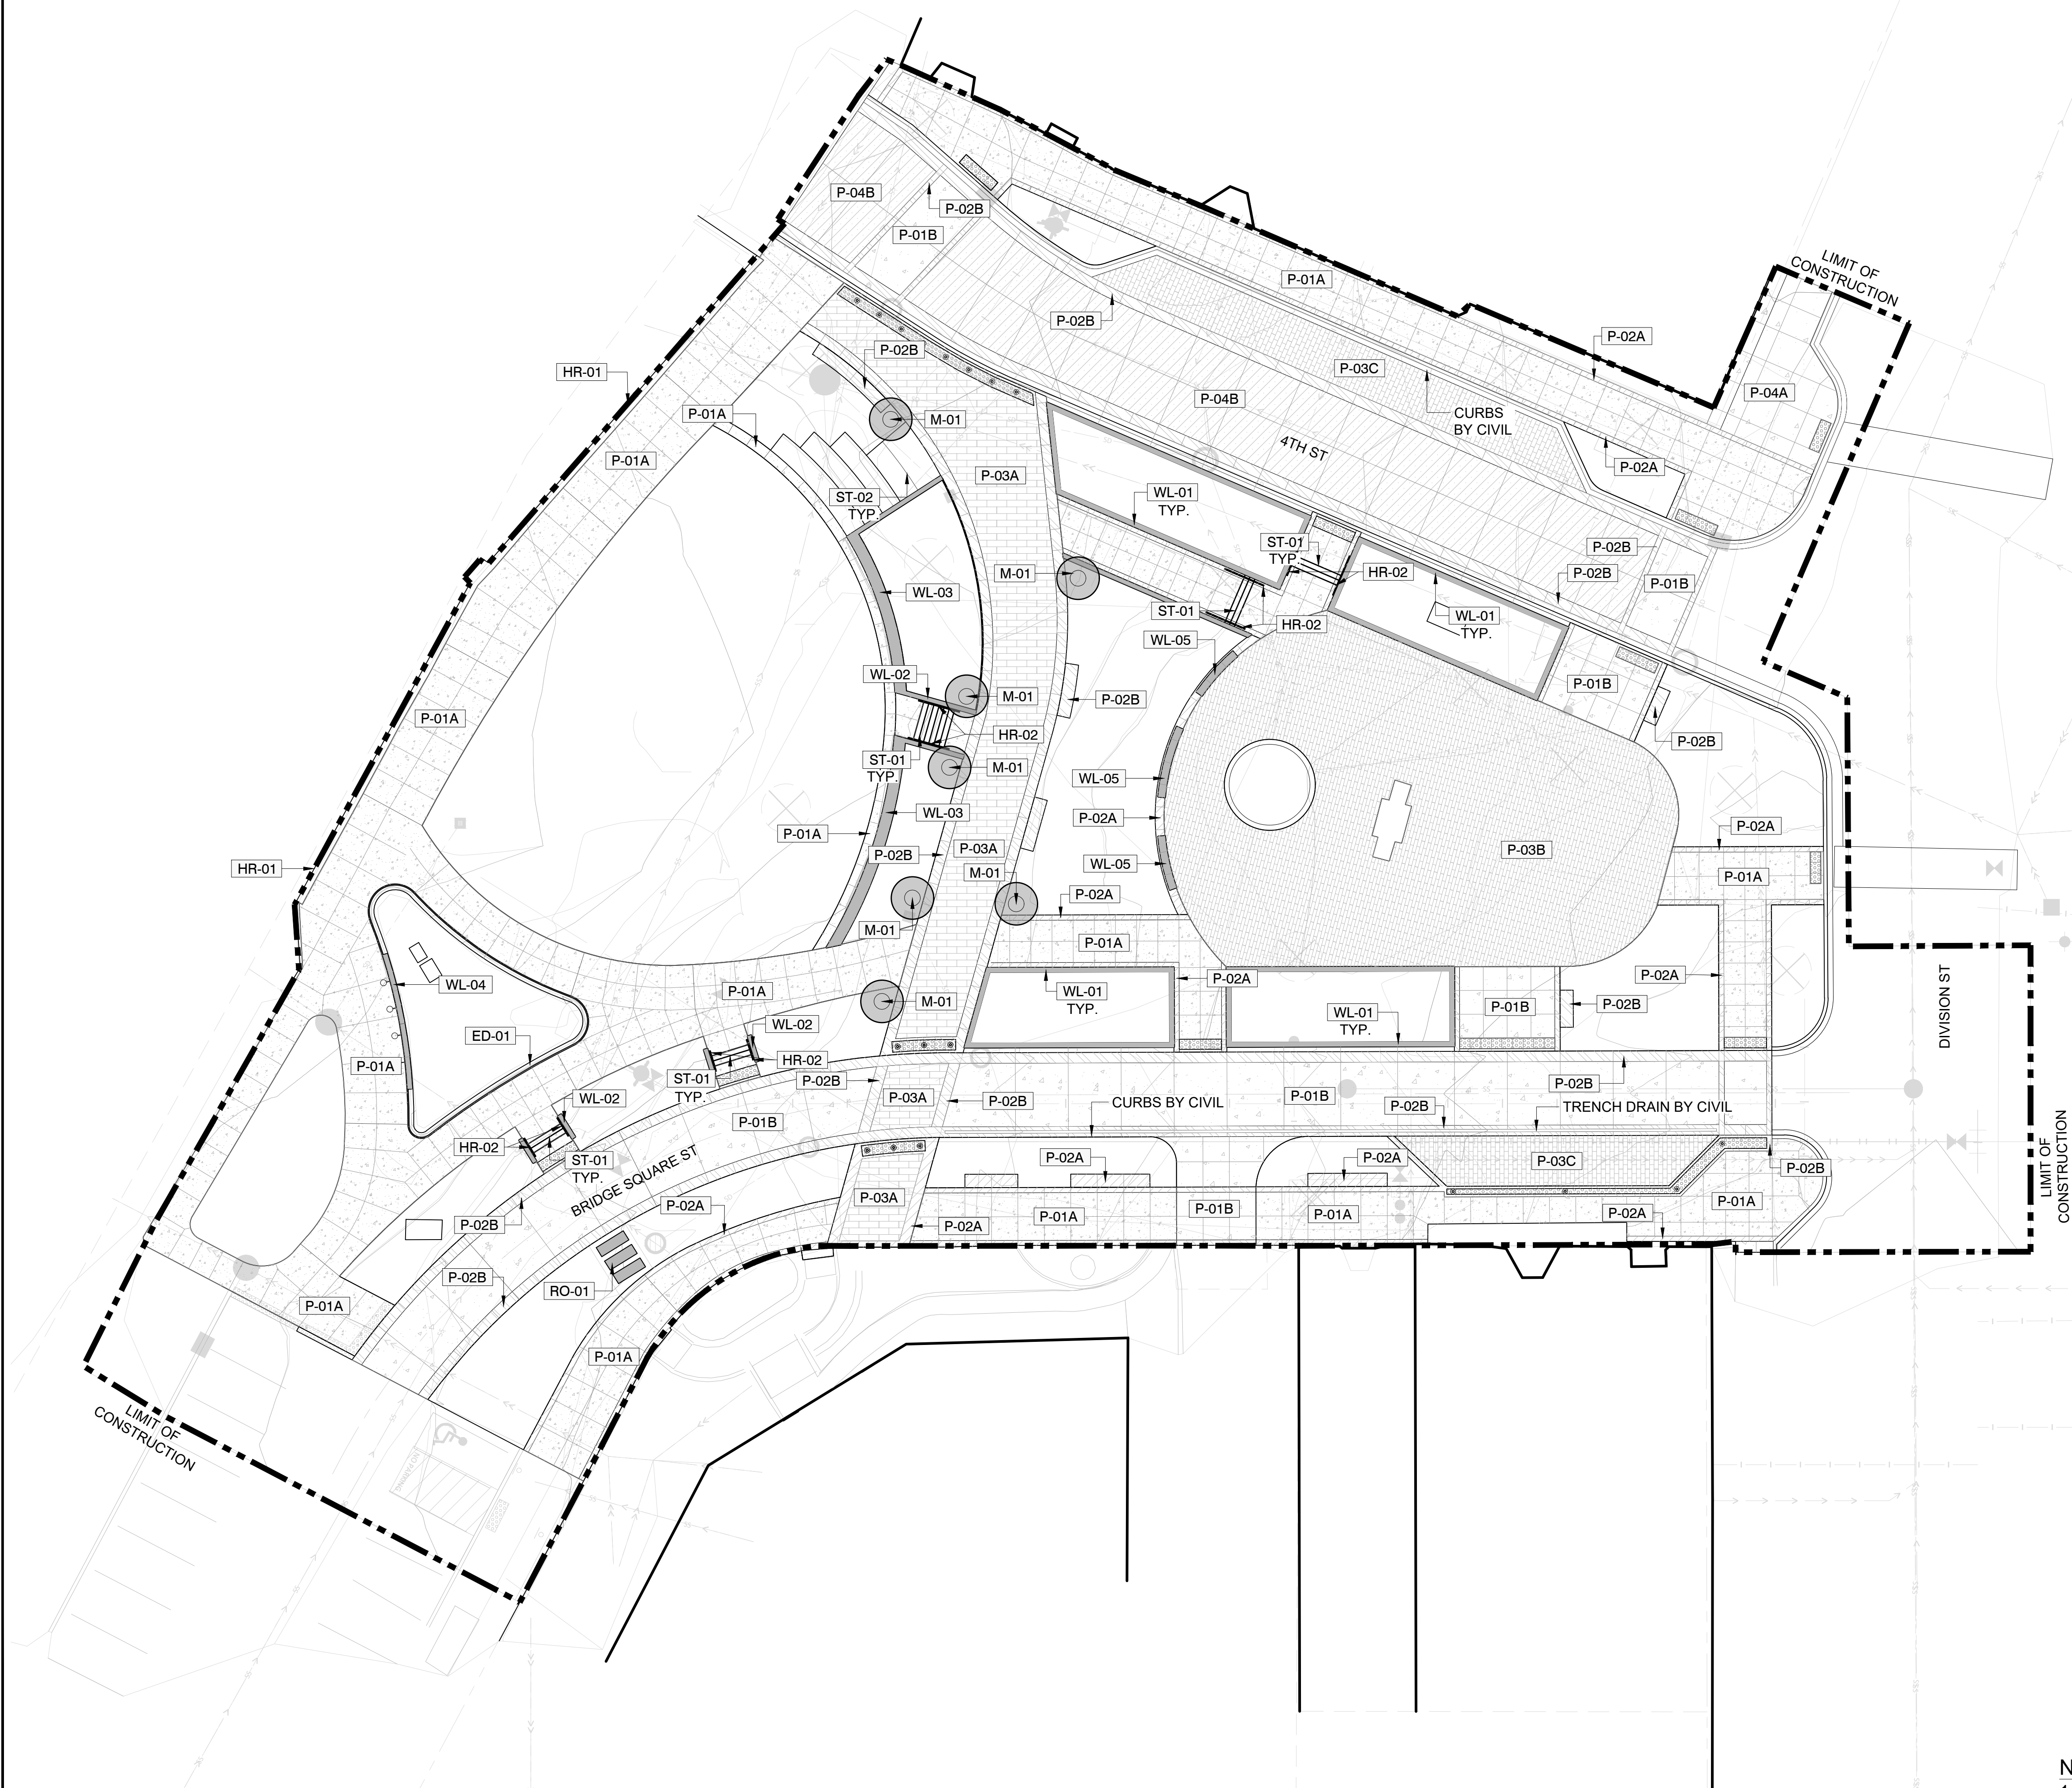 LIMIT OF
CONSTRUCTION
P-04B
P-02B
P-01B
P-01A
P-02B
P-02A
P-02B
P-03C
HR-01
P-04A
P-04B
P-01A
M-01
CURBS
BY CIVIL
4TH ST
P-01A
P-03A
P-02A
ST-02
TYP.
WL-01
TYP.
ST-01
TYP.
P-02B
HR-02
P-02B
M-01
P-01B
WL-03
ST-01
WL-01
TYP.
HR-02
WL-05
WL-02
P-01B
M-01
P-02B
P-01A
HR-02
P-02B
ST-01
TYP.
M-01
WL-05
WL-03
P-02A
P-02A
P-01A
P-02B
P-03A
P-03B
WL-05
HR-01
M-01
P-01A
P-02A
M-01
P-01A
P-02A
P-02A
WL-04
P-01A
WL-01
TYP.
M-01
P-02B
P-01B
WL-01
TYP.
DIVISION ST
WL-02
ED-01
HR-02
P-01A
ST-01
TYP.
P-02B
P-02B
P-03A
P-01B
WL-02
P-02B
CURBS BY CIVIL
P-02B
TRENCH DRAIN BY CIVIL
P-01B
HR-02
ST-01
TYP.
P-02A
P-02A
P-03C
P-02B
LIMIT OF
CONSTRUCTION
BRIDGE SQUARE ST
P-03A
P-02A
P-01B
P-01A
P-02B
P-02A
P-01A
P-01A
P-02A
P-02B
RO-01
P-01A
P-01A
LIMIT OF
CONSTRUCTION
NO PARKING